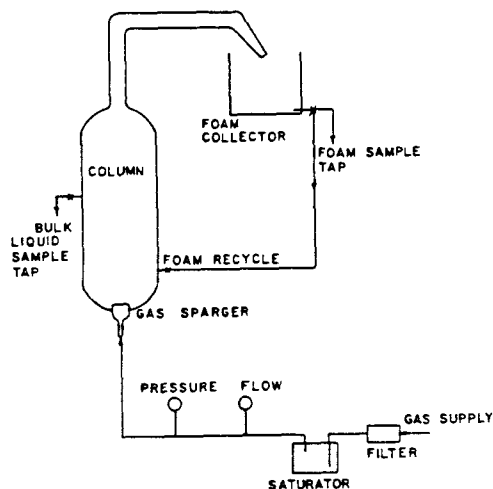 FOAM
COLLECTOR
FOAM SAMPLE
TAP
COLUMN
BULK
LIQUID
SAMPLE
TAP
FOAM RECYCLE
GAS SPARGER
PRESSURE
FLOW
GAS SUPPLY
FILTER
SATURATOR